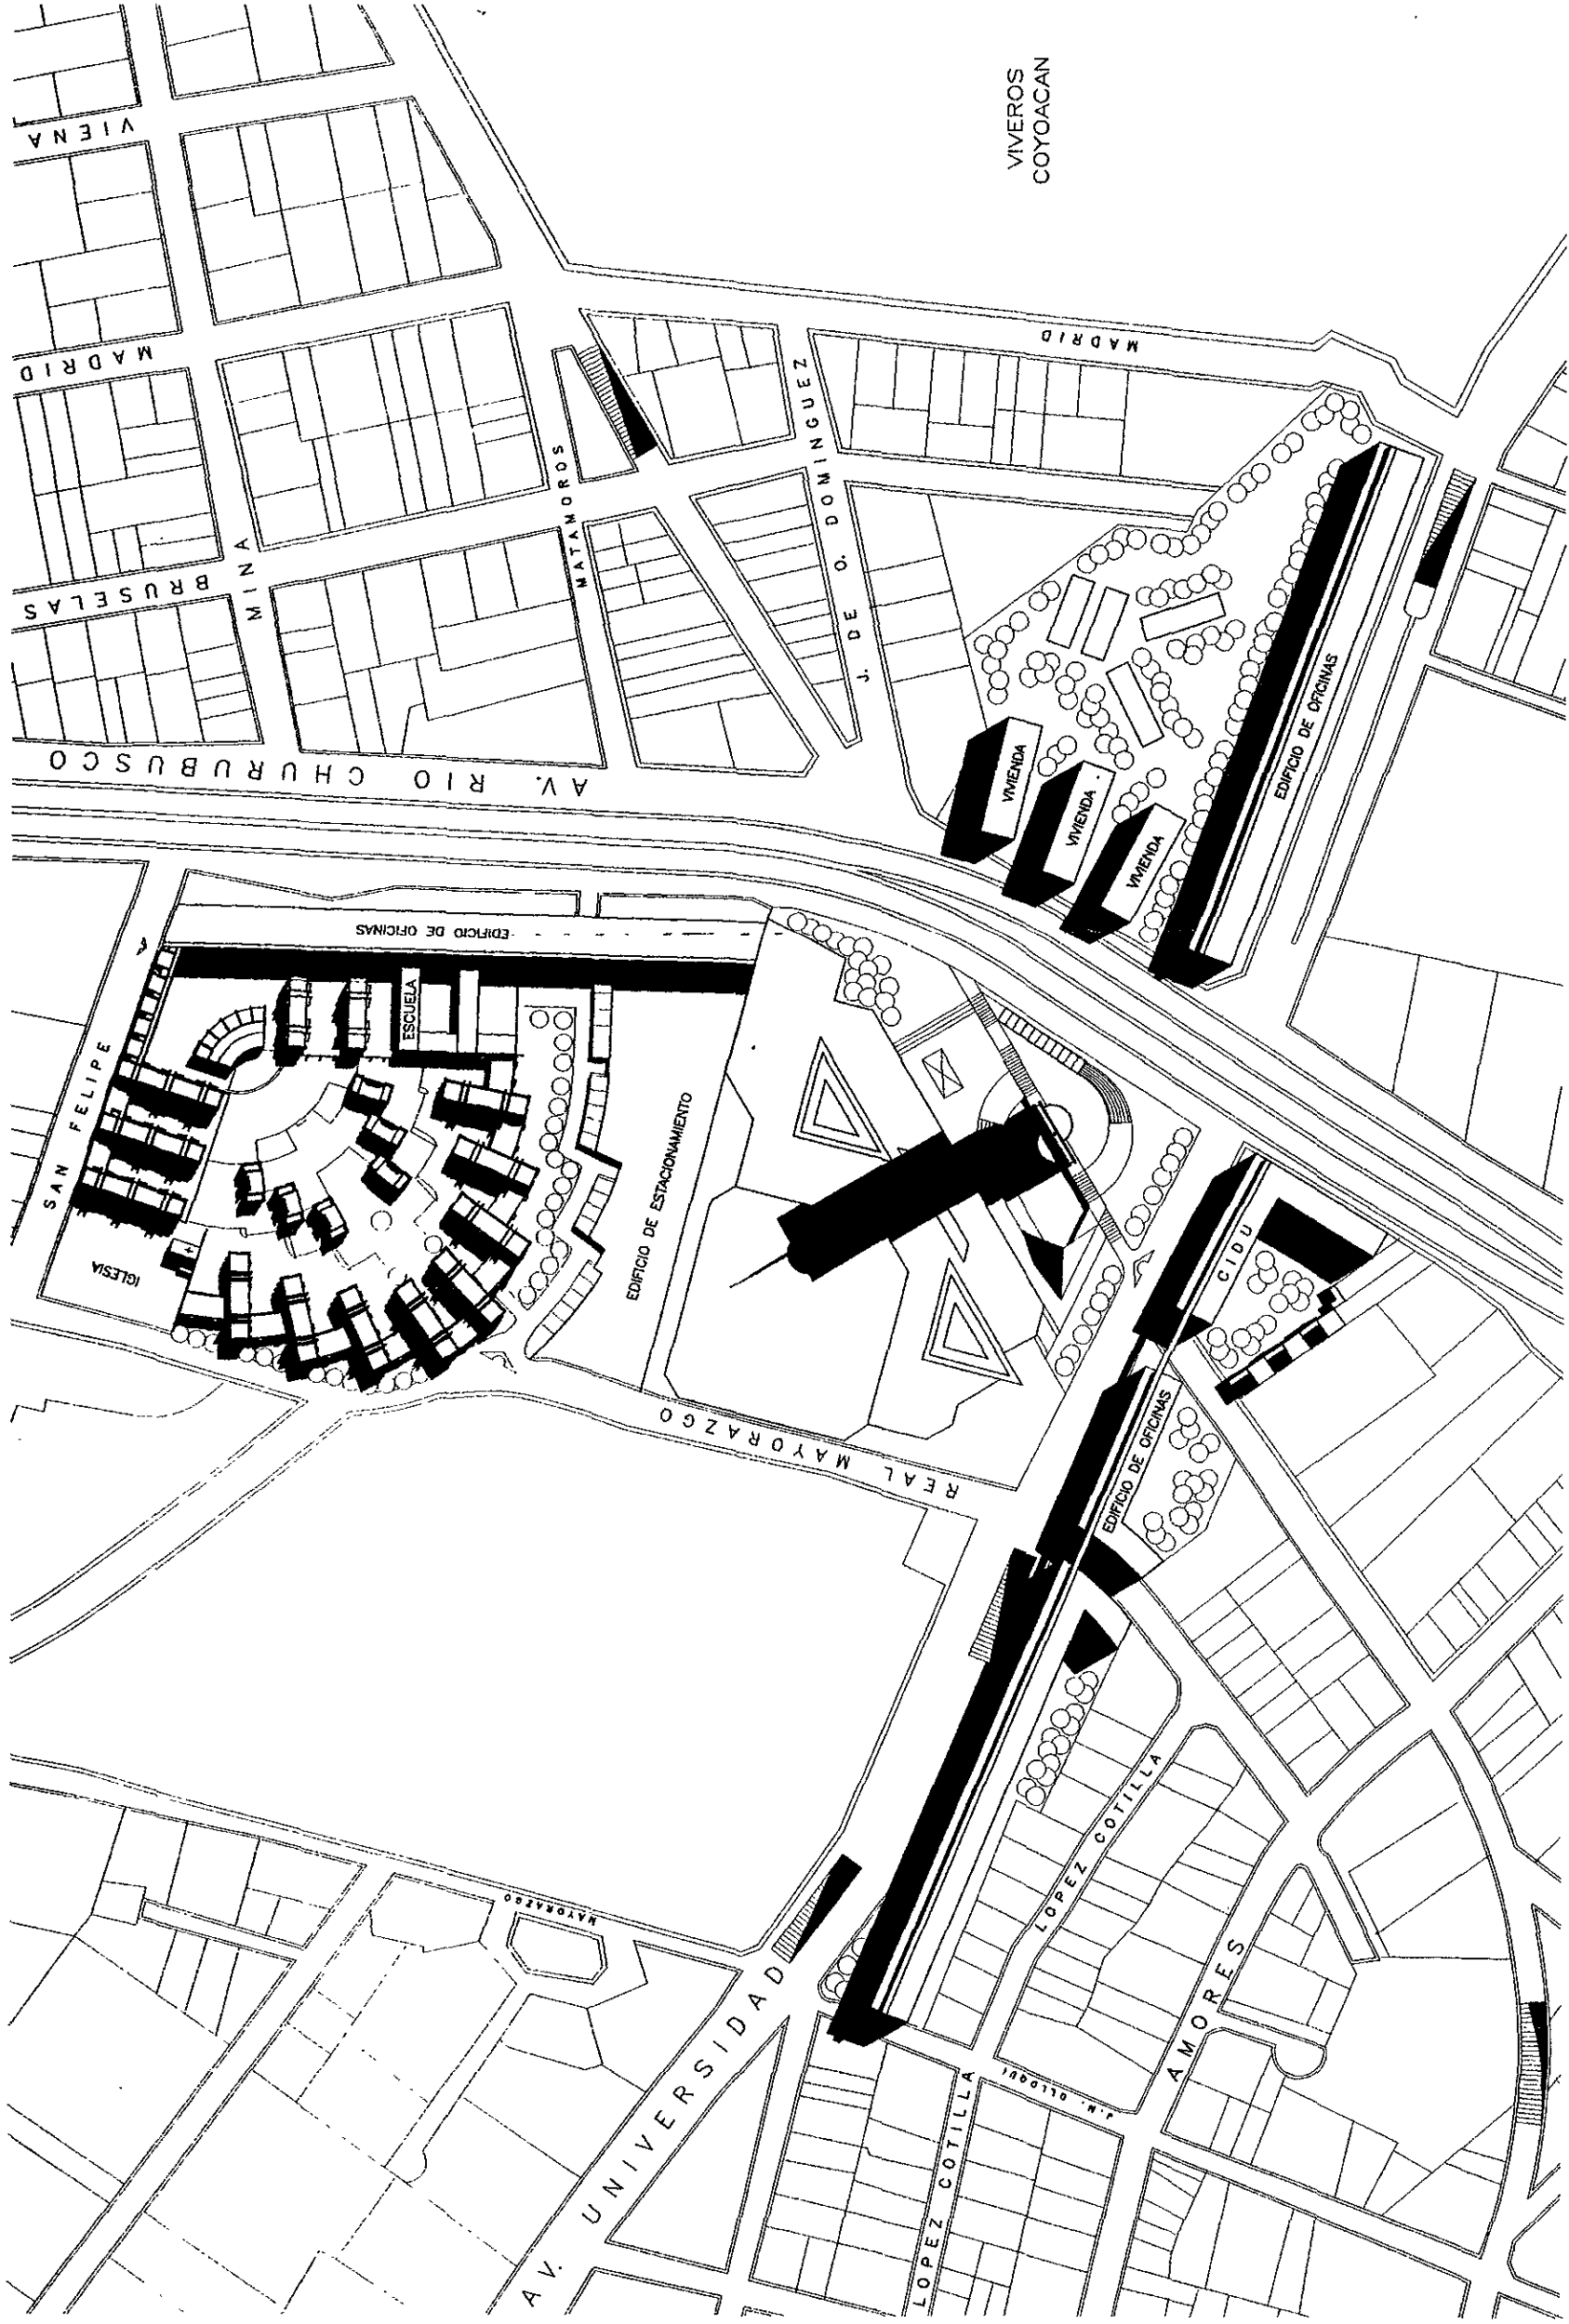 VIENA
VIVEROS
COYOACAN
MADRID
MADRID
MATAMOROS
J. DE O. DOMINGUEZ
BRUSELAS
MINA
AV. RIO CHURUBUSCO
VIVIENDA
VIVIENDA
VIVIENDA
EDIFICIO DE OFICINAS
EDIFICIO DE OFICINAS
ESCUELA
SAN FELIPE
IGLESIA
EDIFICIO DE ESTACIONAMIENTO
CIDU
EDIFICIO DE OFICINAS
REAL MAYORAZGO
MAYORAZGO
LOPEZ COTILLA
AMORES
AV. UNIVERSIDAD
J.M. OLLOQUI
LOPEZ COTILLA